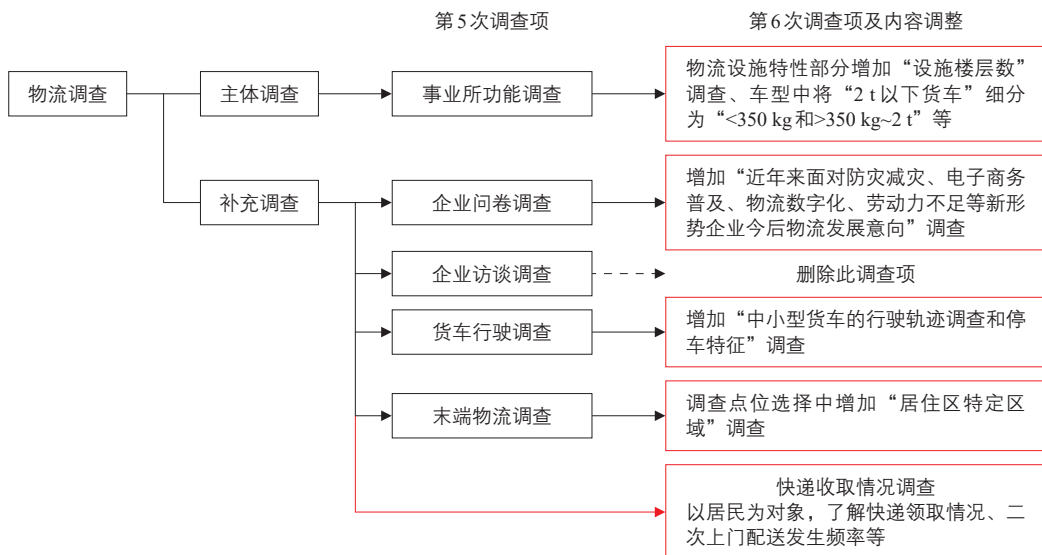 第5次调查项
第6次调查项及内容调整
物流调查
主体调查
事业所功能调查
物流设施特性部分增加“设施楼层数”
调查、车型中将“2 t以下货车”细分
为“<350 kg和>350 kg~2 t”等
补充调查
企业问卷调查
增加“近年来面对防灾减灾、电子商务
普及、物流数字化、劳动力不足等新形
势企业今后物流发展意向”调查
企业访谈调查
删除此调查项
货车行驶调查
增加“中小型货车的行驶轨迹调查和停
车特征”调查
末端物流调查
调查点位选择中增加“居住区特定区
域”调查
快递收取情况调查
以居民为对象，了解快递领取情况、二
次上门配送发生频率等